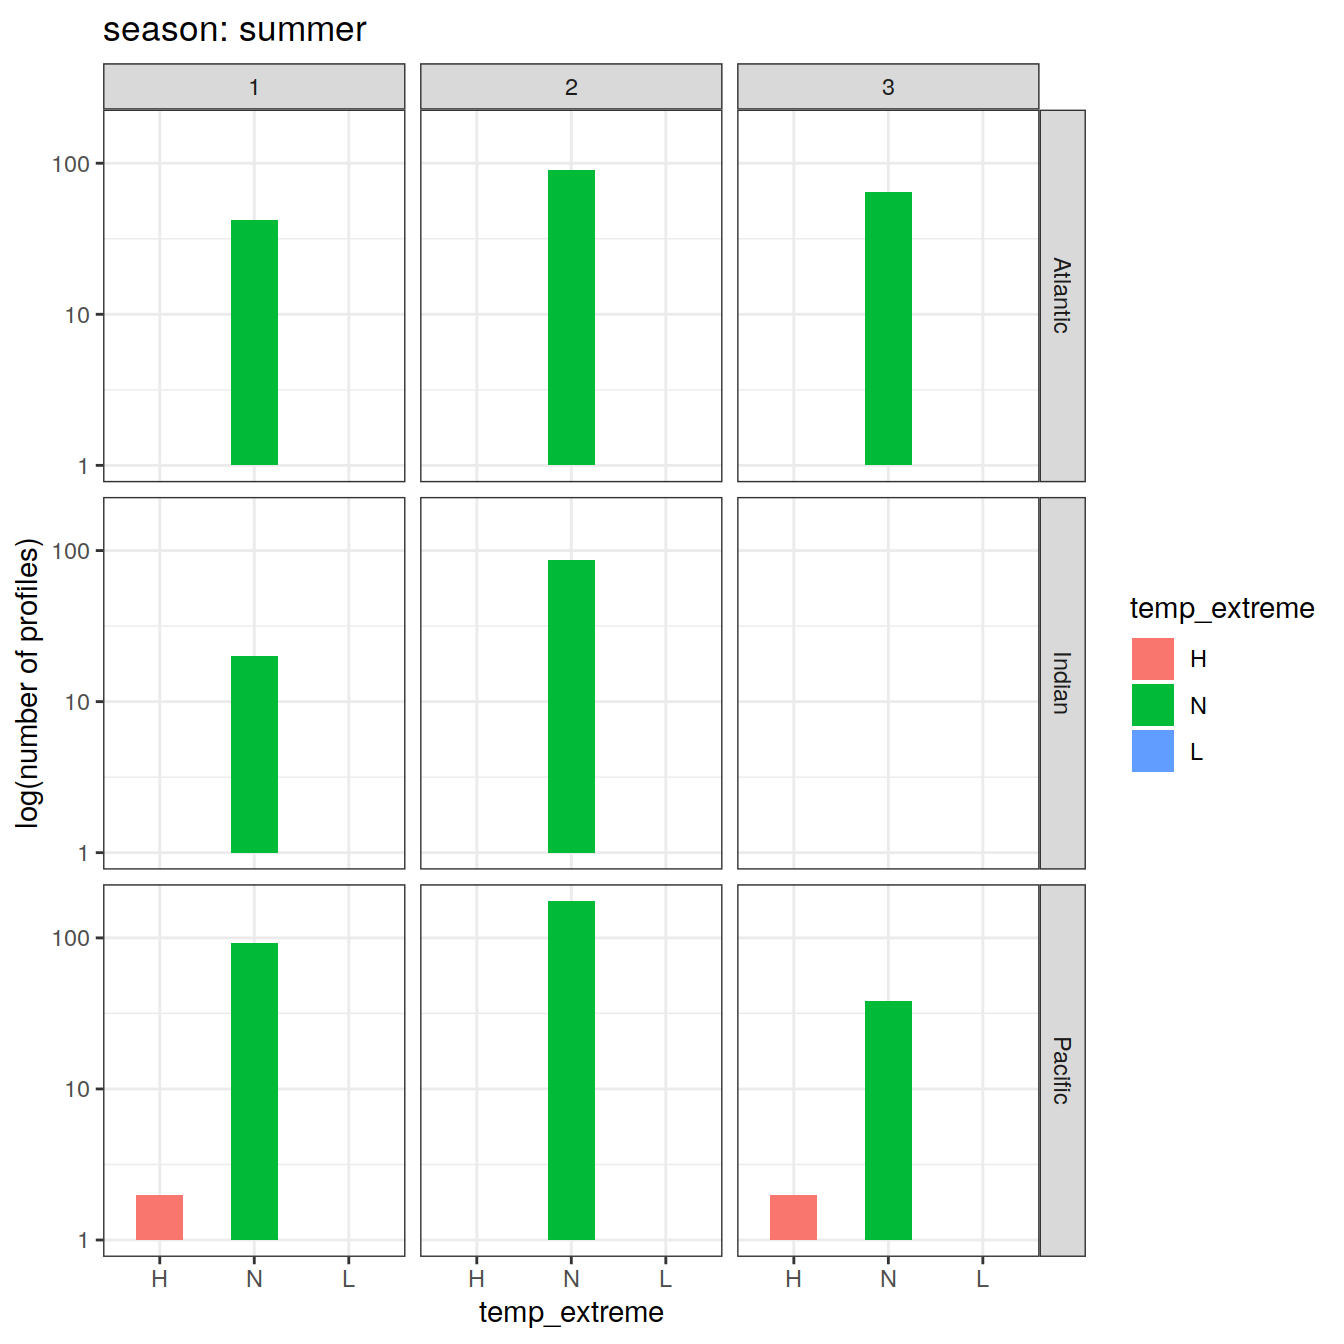 season: summer
1
2
3
100
10
1
Atlantic
100
10
1
Indian
100
10
1
Pacific
log(number of profiles)
H N L
H N L
H N L
temp_extreme
temp_extreme
H
N
L